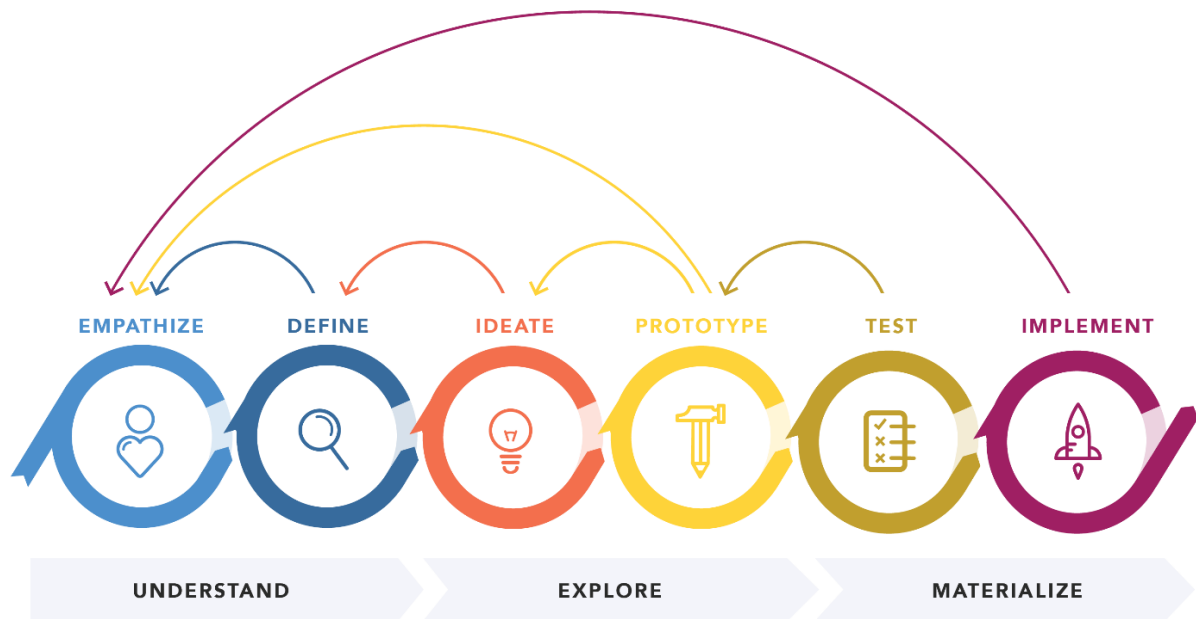 EMPATHIZE
DEFINE
IDEATE
PROTOTYPE
TEST
IMPLEMENT
UNDERSTAND
EXPLORE
MATERIALIZE